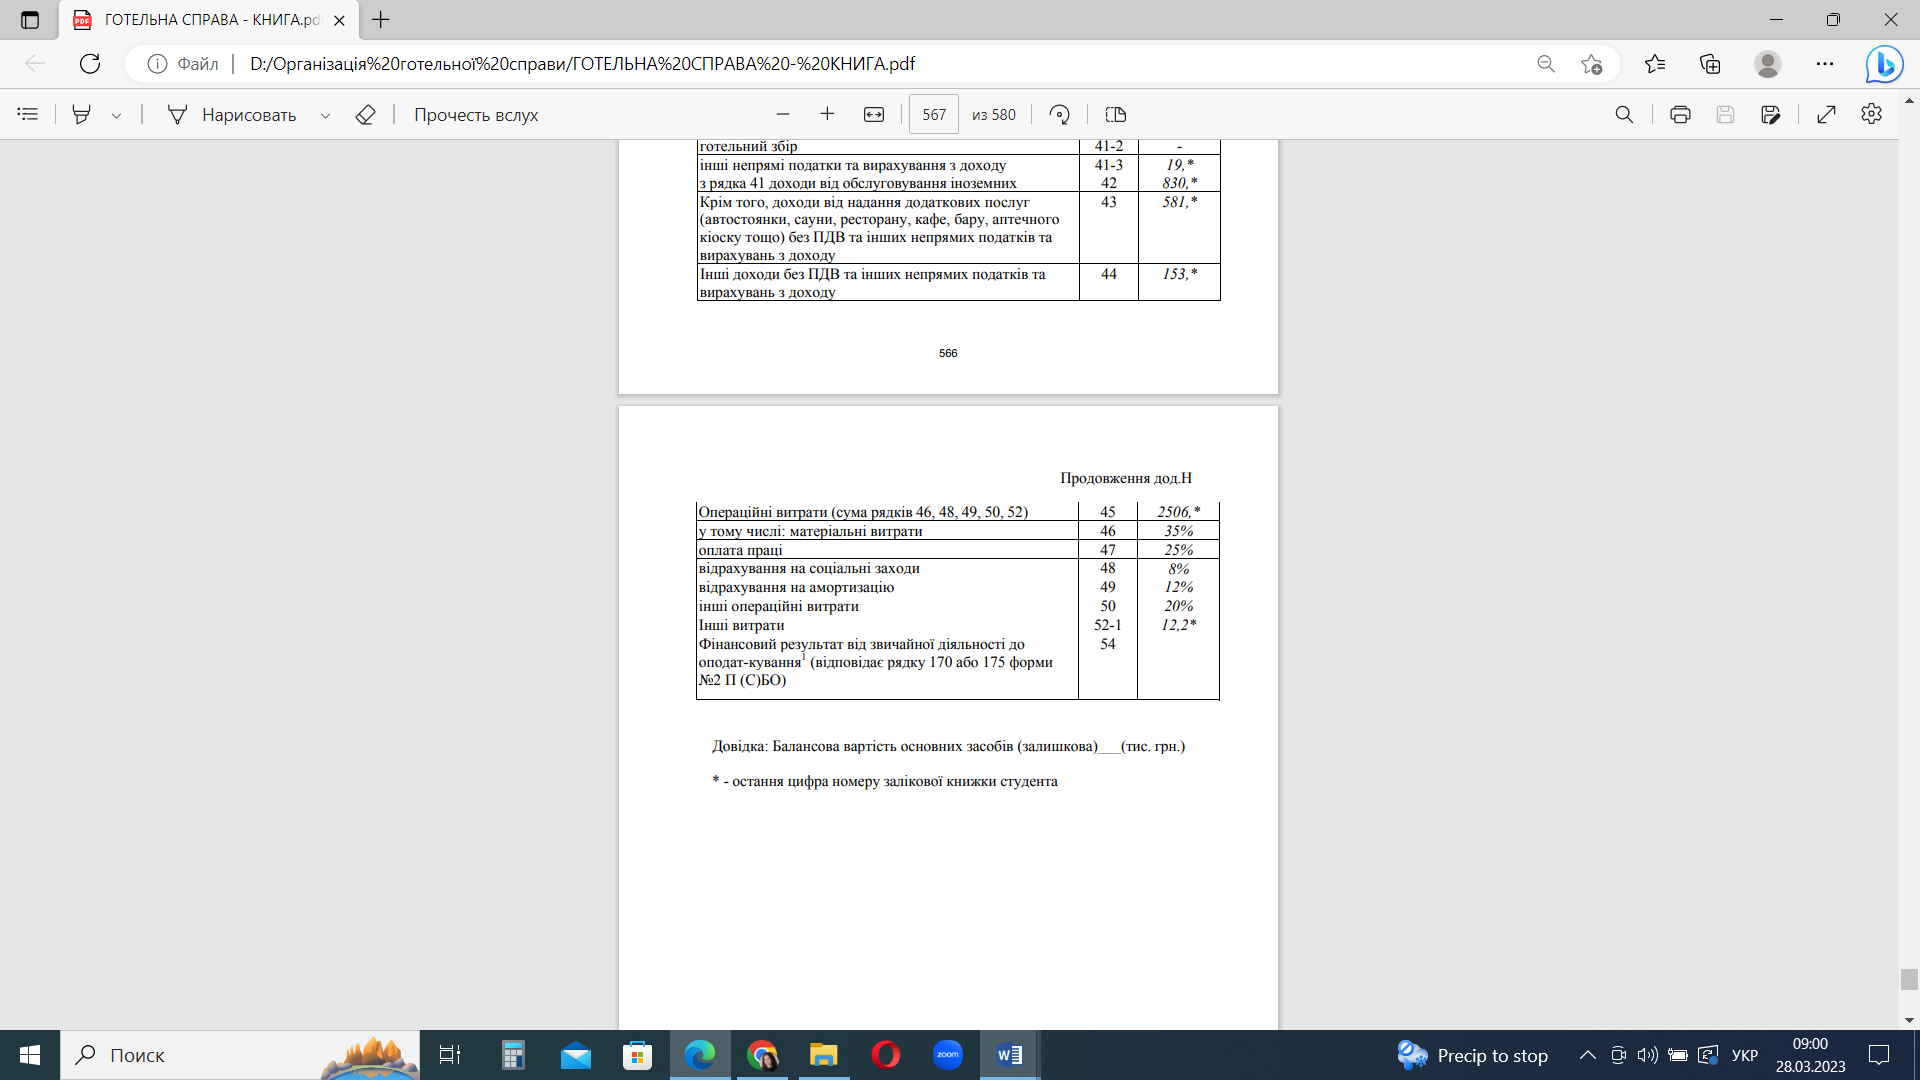 ГОТЕЛЬНА СПРАВА - КНИГА.pd
Файл
D:/Організація%20готельної%20справи/ГОТЕЛЬНА%20СПРАВА%20-%20КНИГА.pdf
Нарисовать
Прочесть вслух
567 из 580
готельний збір 41-2 -
інші непрямі податки та вирахування з доходу 41-3 19,*
з рядка 41 доходи від обслуговування іноземних 42 830,*
Крім того, доходи від надання додаткових послуг 43 581,*
(автостоянки, сауни, ресторану, кафе, бару, аптечного
кіоску тощо) без ПДВ та інших непрямих податків та
вирахувань з доходу
Інші доходи без ПДВ та інших непрямих податків та 44 153,*
вирахувань з доходу
566
Продовження дод.Н
Операційні витрати (сума рядків 46, 48, 49, 50, 52) 45 2506,*
у тому числі: матеріальні витрати 46 35%
оплата праці 47 25%
відрахування на соціальні заходи 48 8%
відрахування на амортизацію 49 12%
інші операційні витрати 50 20%
Інші витрати 52-1 12,2*
Фінансовий результат від звичайної діяльності до 54
оподат-кування1 (відповідає рядку 170 або 175 форми
№2 П (С)БО)
Довідка: Балансова вартість основних засобів (залишкова)___(тис. грн.)
* - остання цифра номеру залікової книжки студента
Поиск
zoom
Precip to stop
УКР
09:00
28.03.2023